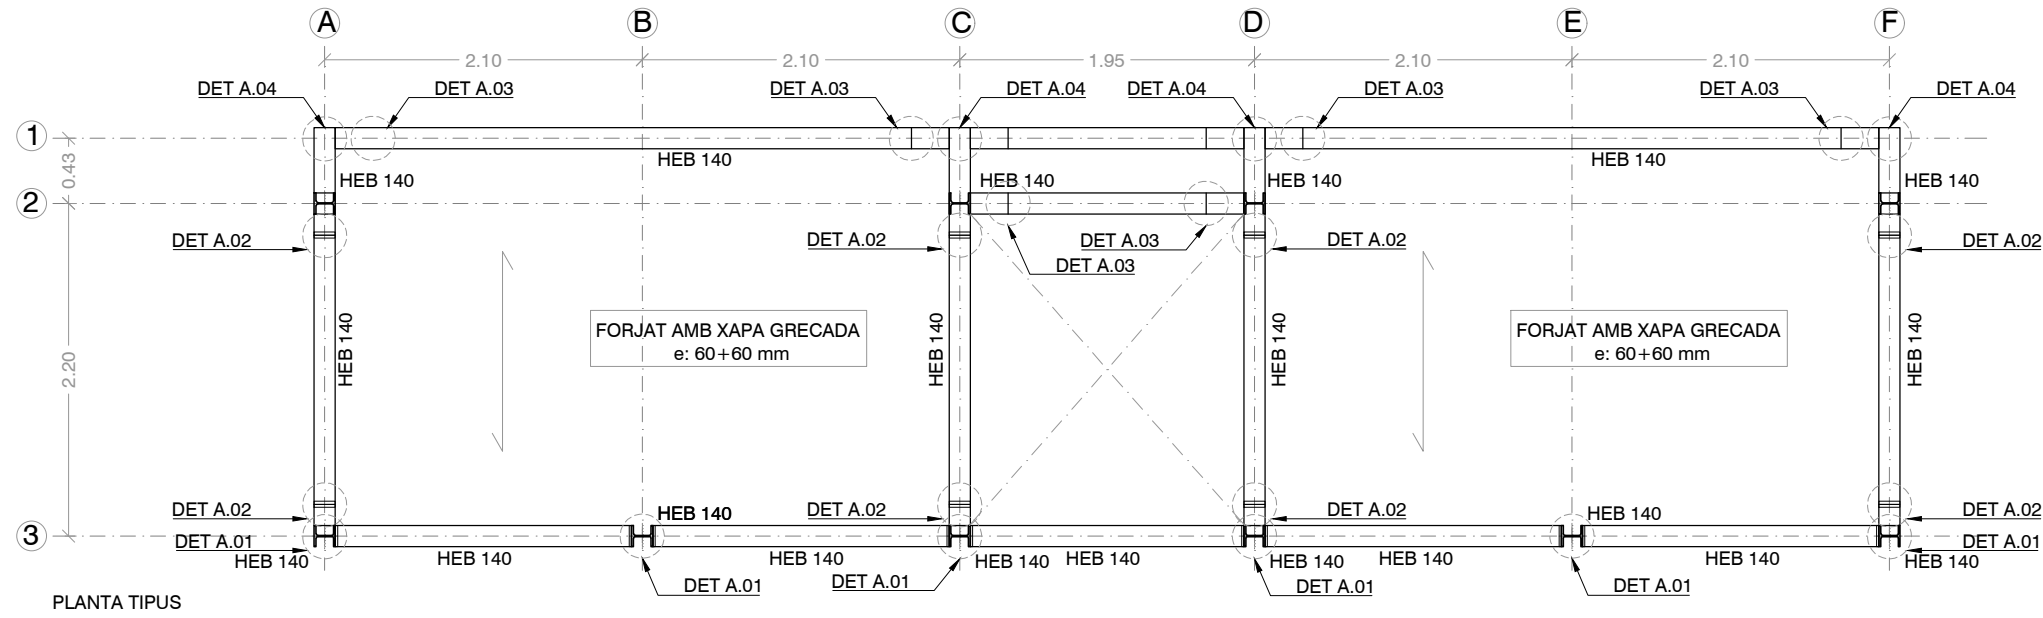 A B C D E F
2.10 2.10 1.95 2.10 2.10
DET A.04 DET A.03 DET A.03 DET A.04 DET A.04 DET A.03 DET A.03 DET A.04
1
HEB 140 HEB 140
0.43
HEB 140 HEB 140 HEB 140 HEB 140
2
DET A.02 DET A.02 DET A.03 DET A.02 DET A.02
DET A.03
HEB 140 HEB 140 HEB 140 HEB 140
FORJAT AMB XAPA GRECADA FORJAT AMB XAPA GRECADA
e: 60+60 mm e: 60+60 mm
2.20
DET A.02 HEB 140 DET A.02 DET A.02 HEB 140 DET A.02
3
DET A.01 DET A.01
HEB 140 HEB 140 HEB 140 HEB 140 HEB 140 HEB 140 HEB 140 HEB 140 HEB 140
DET A.01 DET A.01 DET A.01 DET A.01
PLANTA TIPUS